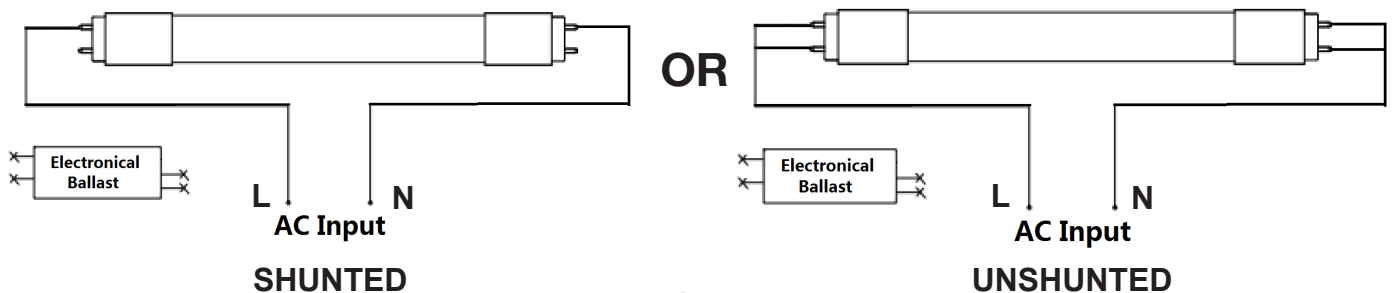 OR
Electronical
Ballast
L
N
AC Input
SHUNTED
Electronical
Ballast
L
N
AC Input
UNSHUNTED